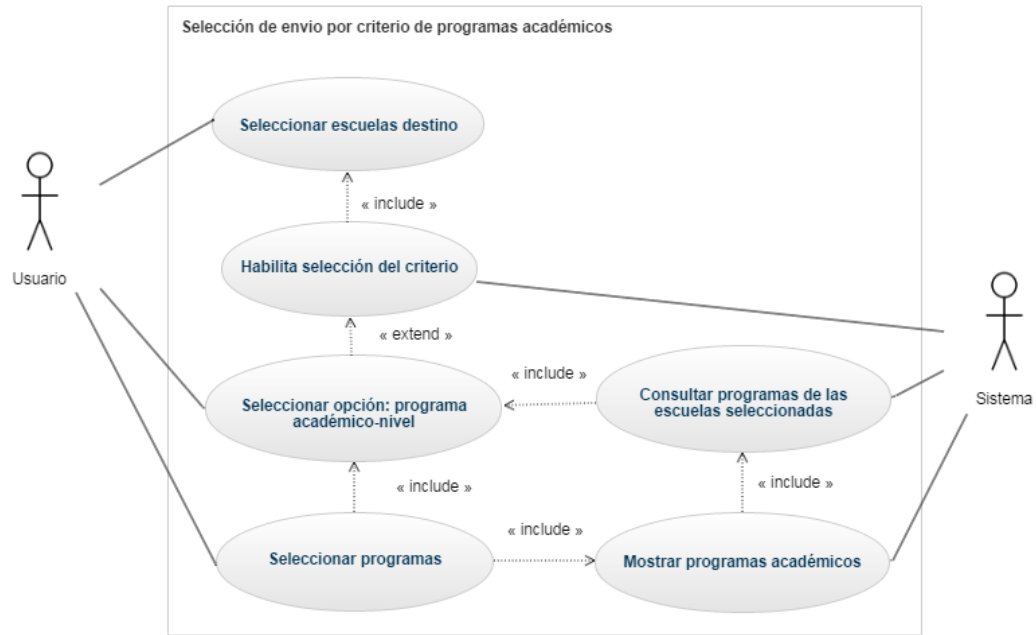 Selección de envio por criterio de programas académicos
Seleccionar escuelas destino
« include »
Usuario
Habilita selección del criterio
« extend »
Seleccionar opción: programa
académico-nivel
« include »
Consultar programas de las
escuelas seleccionadas
Sistema
« include »
« include »
Seleccionar programas
« include »
Mostrar programas académicos